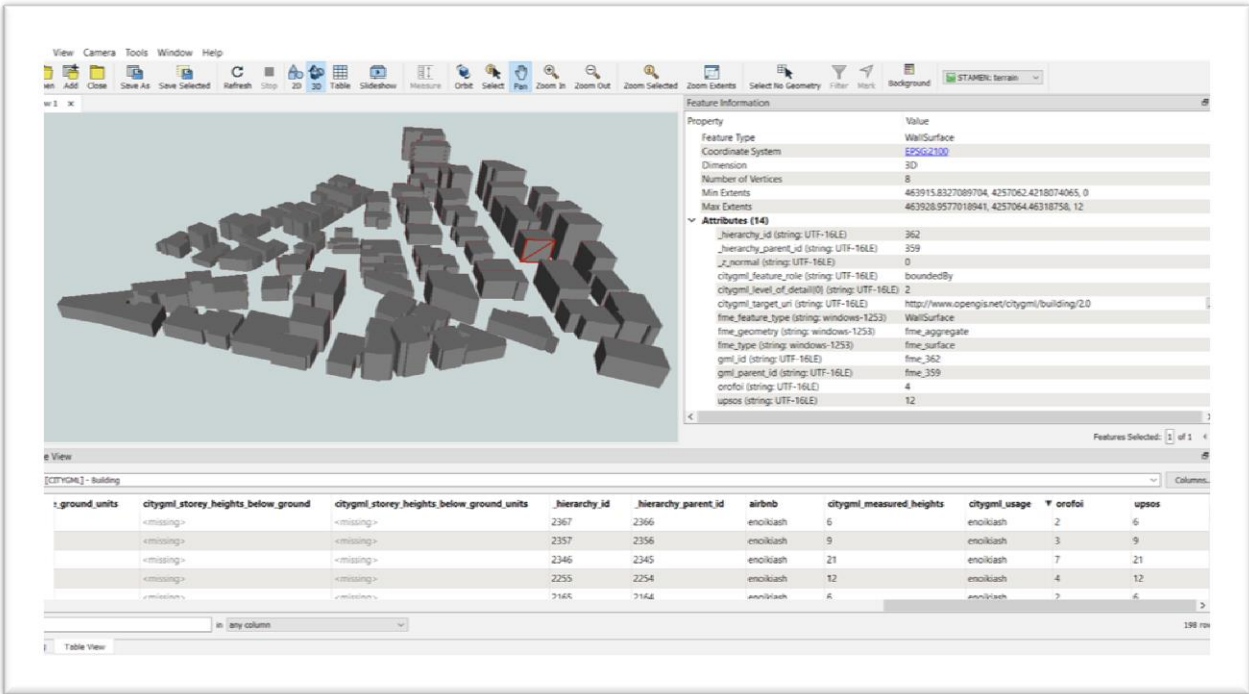 View Camera Tools Window Help
Add Close Save As Save Selected Refresh Stop 2D 3D Table Slideshow Measure Orbit Select Pan Zoom In Zoom Out Zoom Selected Zoom Extents Select No Geometry Filter Mark Background STAMEN: terrain
w 1 x
Feature Information
Property Value
Feature Type WallSurface
Coordinate System EPSG:2100
Dimension 3D
Number of Vertices 8
Min Extents 463915.8327089704, 4257062.4218074065, 0
Max Extents 463928.9577018941, 4257064.46318758, 12
Attributes (14)
_hierarchy_id (string: UTF-16LE) 362
_hierarchy_parent_id (string: UTF-16LE) 359
_z_normal (string: UTF-16LE) 0
citygml_feature_role (string: UTF-16LE) boundedBy
citygml_level_of_detail{0} (string: UTF-16LE) 2
citygml_target_uri (string: UTF-16LE) http://www.opengis.net/citygml/building/2.0
fme_feature_type (string: windows-1253) WallSurface
fme_geometry (string: windows-1253) fme_aggregate
fme_type (string: windows-1253) fme_surface
gml_id (string: UTF-16LE) fme_362
gml_parent_id (string: UTF-16LE) fme_359
orofoi (string: UTF-16LE) 4
upsos (string: UTF-16LE) 12
Features Selected: 1 of 1
e View
[CITYGML] - Building Columns...
_ground_units citygml_storey_heights_below_ground citygml_storey_heights_below_ground_units _hierarchy_id _hierarchy_parent_id airbnb citygml_measured_heights citygml_usage orofoi upsos
<missing> <missing> 2367 2366 enoikiash 6 enoikiash 2 6
<missing> <missing> 2357 2356 enoikiash 9 enoikiash 3 9
<missing> <missing> 2346 2345 enoikiash 21 enoikiash 7 21
<missing> <missing> 2255 2254 enoikiash 12 enoikiash 4 12
<missing> <missing> 2165 2164 enoikiash 6 enoikiash 2 6
in any column 198 row
Table View